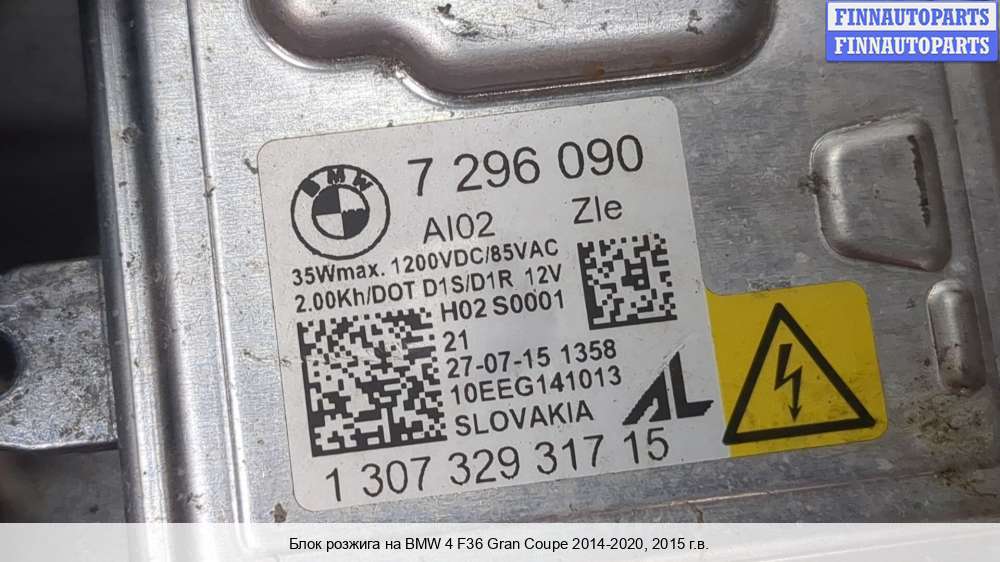 FINNAUTOPARTS
FINNAUTOPARTS
BMW
7 296 090
AI02 ZIe
35Wmax. 1200VDC/85VAC
2.00Kh/DOT D1S/D1R 12V
H02 S0001
21
27-07-15 1358
10EEG141013
SLOVAKIA
AL
1 307 329 317 15
Блок розжига на BMW 4 F36 Gran Coupe 2014-2020, 2015 г.в.